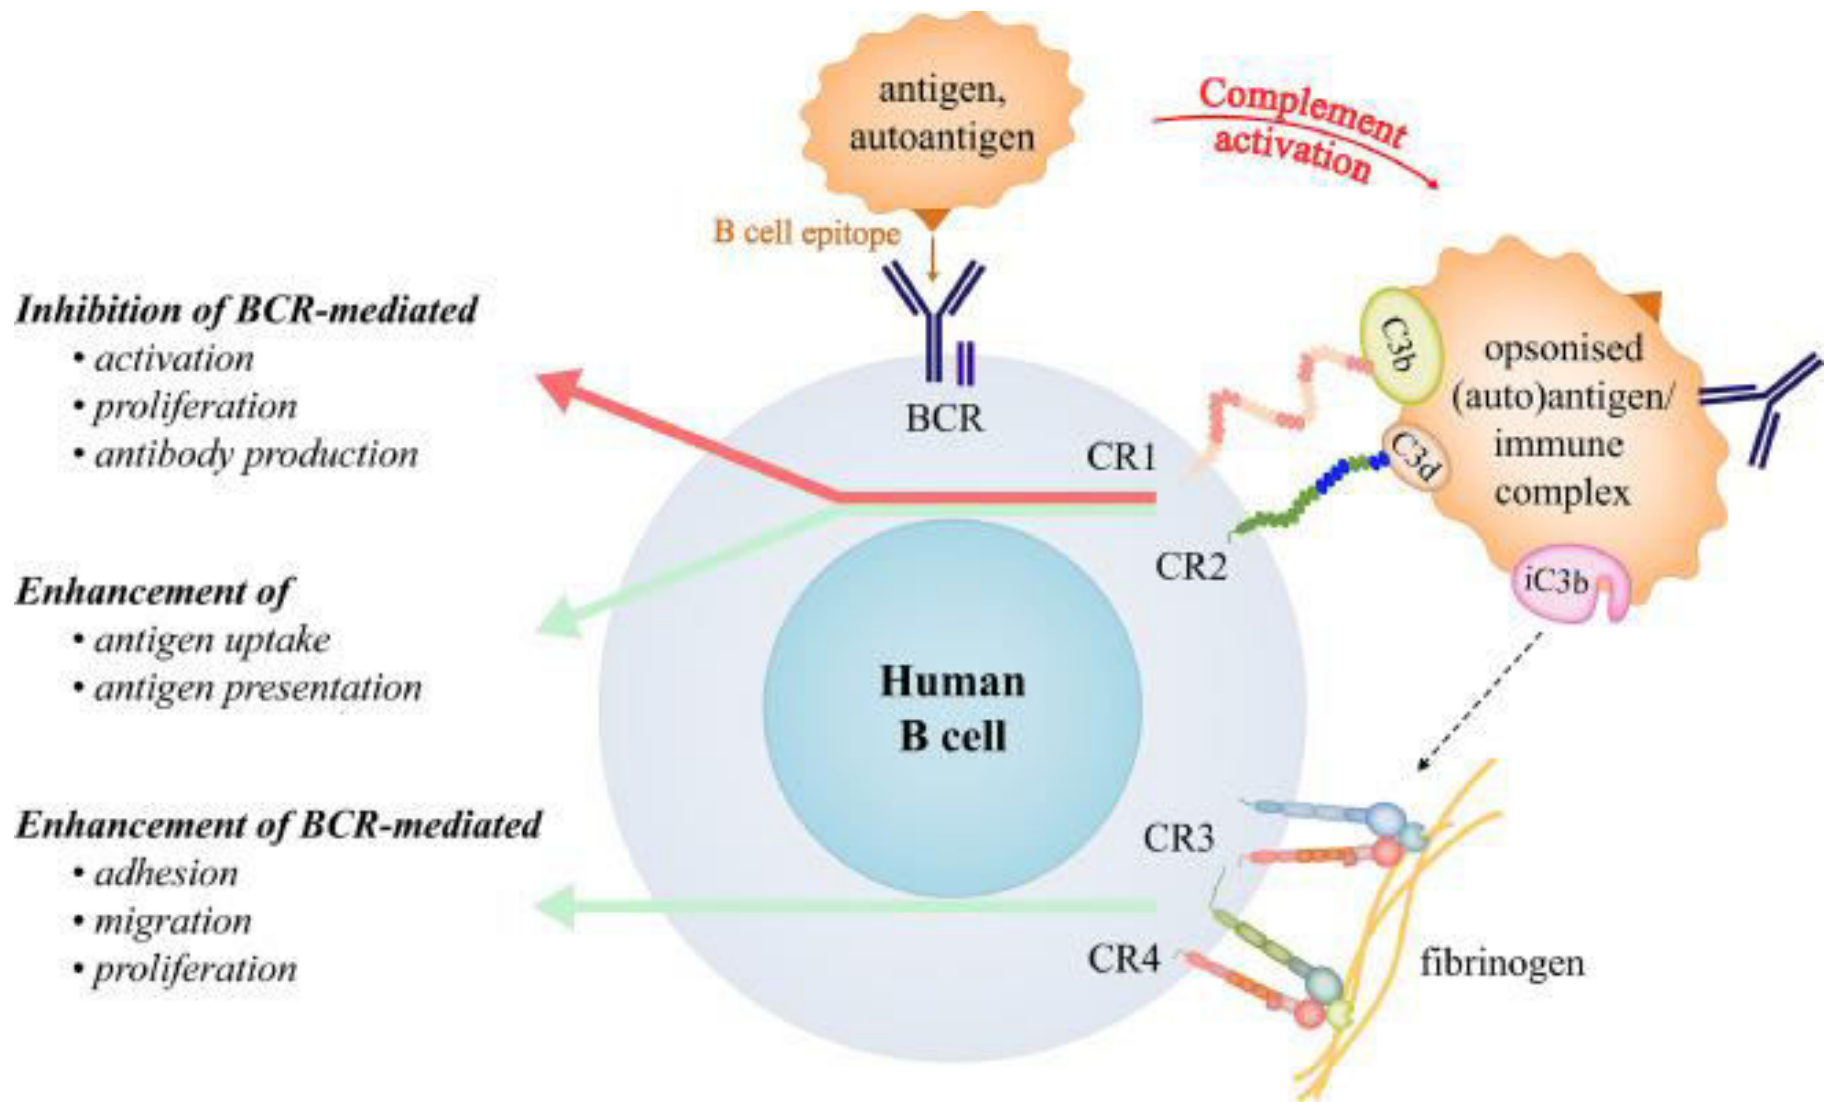 antigen,
autoantigen
Complement
activation
B cell epitope
BCR
Inhibition of BCR-mediated
• activation
• proliferation
• antibody production
Enhancement of
• antigen uptake
• antigen presentation
Enhancement of BCR-mediated
• adhesion
• migration
• proliferation
CR1
CR2
Human
B cell
CR3
CR4
C3b
C3d
opsonised
(auto)antigen/
immune
complex
iC3b
fibrinogen